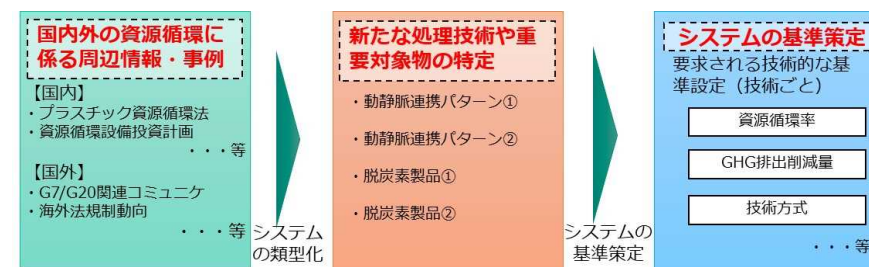 国内外の資源循環に
係る周辺情報・事例
【国内】
・プラスチック資源循環法
・資源循環設備投資計画
・・・等
【国外】
・G7/G20関連コミュニケ
・海外法規制動向
・・・等
システム
の類型化
新たな処理技術や重
要対象物の特定
・動静脈連携パターン①
・動静脈連携パターン②
・脱炭素製品①
・脱炭素製品②
システムの
基準策定
システムの基準策定
要求される技術的な基
準設定（技術ごと）
資源循環率
GHG排出削減量
技術方式
・・・等